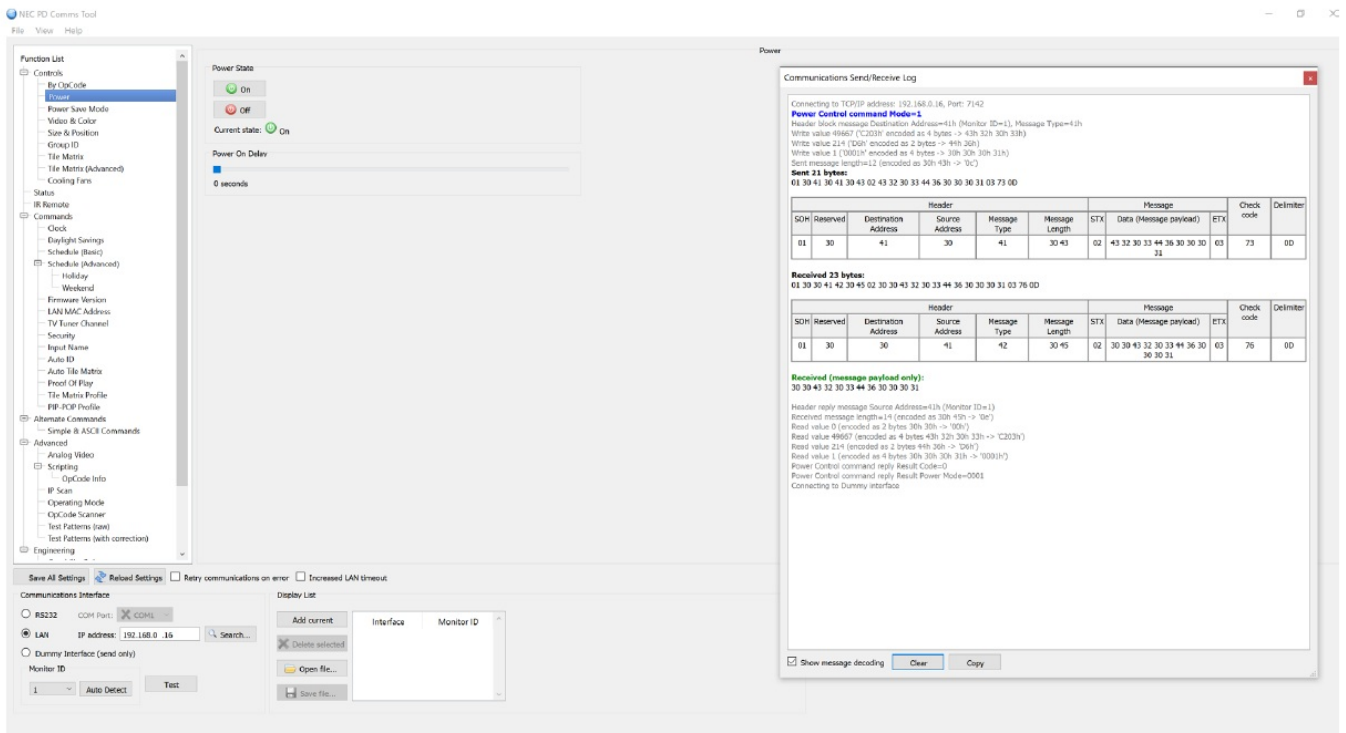 NEC PD Comms Tool
File View Help
Function List
Controls
By OpCode
Power
Power Save Mode
Video & Color
Size & Position
Group ID
Tile Matrix
Tile Matrix (Advanced)
Cooling Fans
Status
IR Remote
Commands
Clock
Daylight Savings
Schedule (Basic)
Schedule (Advanced)
Holiday
Weekend
Firmware Version
LAN MAC Address
TV Tuner Channel
Security
Input Name
Auto ID
Auto Tile Matrix
Proof Of Play
Tile Matrix Profile
PIP-POP Profile
Alternate Commands
Simple & ASCII Commands
Advanced
Analog Video
Scripting
OpCode Info
IP Scan
Operating Mode
OpCode Scanner
Test Patterns (raw)
Test Patterns (with correction)
Engineering
Power
Power State
On
Off
Current state: On
Power On Delay
0 seconds
Save All Settings Reload Settings Retry communications on error Increased LAN timeout
Communications Interface
RS232 COM Port: COM1
LAN IP address: 192.168.0 .16 Search...
Dummy Interface (send only)
Monitor ID
1 Auto Detect Test
Display List
Add current
Delete selected
Open file...
Save file...
Interface Monitor ID
Communications Send/Receive Log
x
Connecting to TCP/IP address: 192.168.0.16, Port: 7142
Power Control command Mode=1
Header block message Destination Address=41h (Monitor ID=1), Message Type=41h
Write value 49667 ('C203h' encoded as 4 bytes -> 43h 32h 30h 33h)
Write value 214 ('D6h' encoded as 2 bytes -> 44h 36h)
Write value 1 ('0001h' encoded as 4 bytes -> 30h 30h 30h 31h)
Sent message length=12 (encoded as 30h 43h -> '0c')
Sent 21 bytes:
01 30 41 30 41 30 43 02 43 32 30 33 44 36 30 30 30 31 03 73 0D
Header Message Check code Delimiter
SOH Reserved Destination Address Source Address Message Type Message Length STX Data (Message payload) ETX
01 30 41 30 41 30 43 02 43 32 30 33 44 36 30 30 30 31 03 73 0D
Received 23 bytes:
01 30 30 41 42 30 45 02 30 30 43 32 30 33 44 36 30 30 30 31 03 76 0D
Header Message Check code Delimiter
SOH Reserved Destination Address Source Address Message Type Message Length STX Data (Message payload) ETX
01 30 30 41 42 30 45 02 30 30 43 32 30 33 44 36 30 30 30 31 03 76 0D
Received (message payload only):
30 30 43 32 30 33 44 36 30 30 30 31
Header reply message Source Address=41h (Monitor ID=1)
Received message length=14 (encoded as 30h 45h -> '0e')
Read value 0 (encoded as 2 bytes 30h 30h -> '00h')
Read value 49667 (encoded as 4 bytes 43h 32h 30h 33h -> 'C203h')
Read value 214 (encoded as 2 bytes 44h 36h -> 'D6h')
Read value 1 (encoded as 4 bytes 30h 30h 30h 31h -> '0001h')
Power Control command reply Result Code=0
Power Control command reply Result Power Mode=0001
Connecting to Dummy interface
Show message decoding Clear Copy